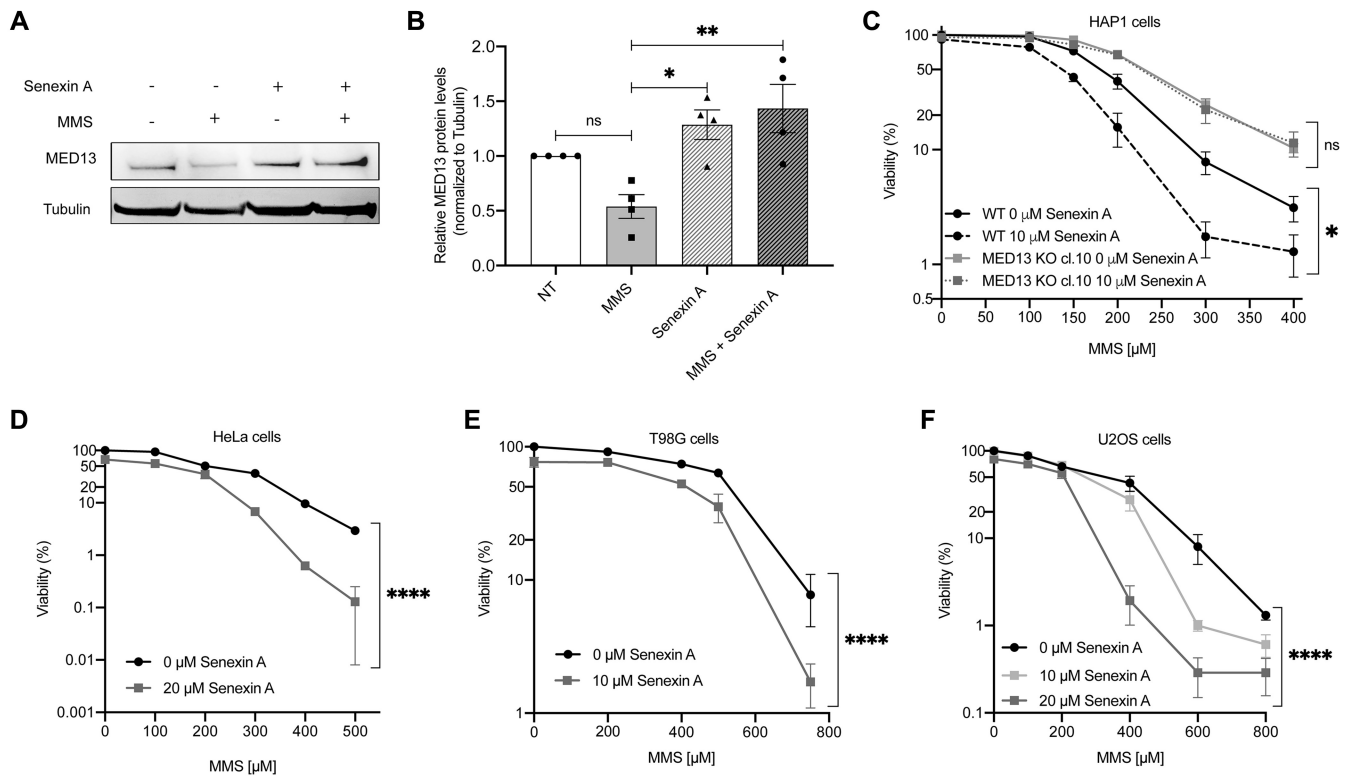 A
Senexin A - - + +
MMS - + - +
MED13
Tubulin
B
Relative MED13 protein levels
(normalized to Tubulin)
2.0
1.5
1.0
0.5
0.0
ns
*
**
NT
MMS
Senexin A
MMS + Senexin A
C
HAP1 cells
Viability (%)
100
50
20
10
1
0.5
WT 0 μM Senexin A
WT 10 μM Senexin A
MED13 KO cl.10 0 μM Senexin A
MED13 KO cl.10 10 μM Senexin A
ns
*
0 50 100 150 200 250 300 350 400
MMS [μM]
D
HeLa cells
Viability (%)
100
50
20
10
1
0.1
0.01
0.001
0 μM Senexin A
20 μM Senexin A
****
0 100 200 300 400 500
MMS [μM]
E
T98G cells
Viability (%)
100
50
20
10
1
0 μM Senexin A
10 μM Senexin A
****
0 200 400 600 800
MMS [μM]
F
U2OS cells
Viability (%)
100
50
20
10
1
0.1
0 μM Senexin A
10 μM Senexin A
20 μM Senexin A
****
0 200 400 600 800
MMS [μM]